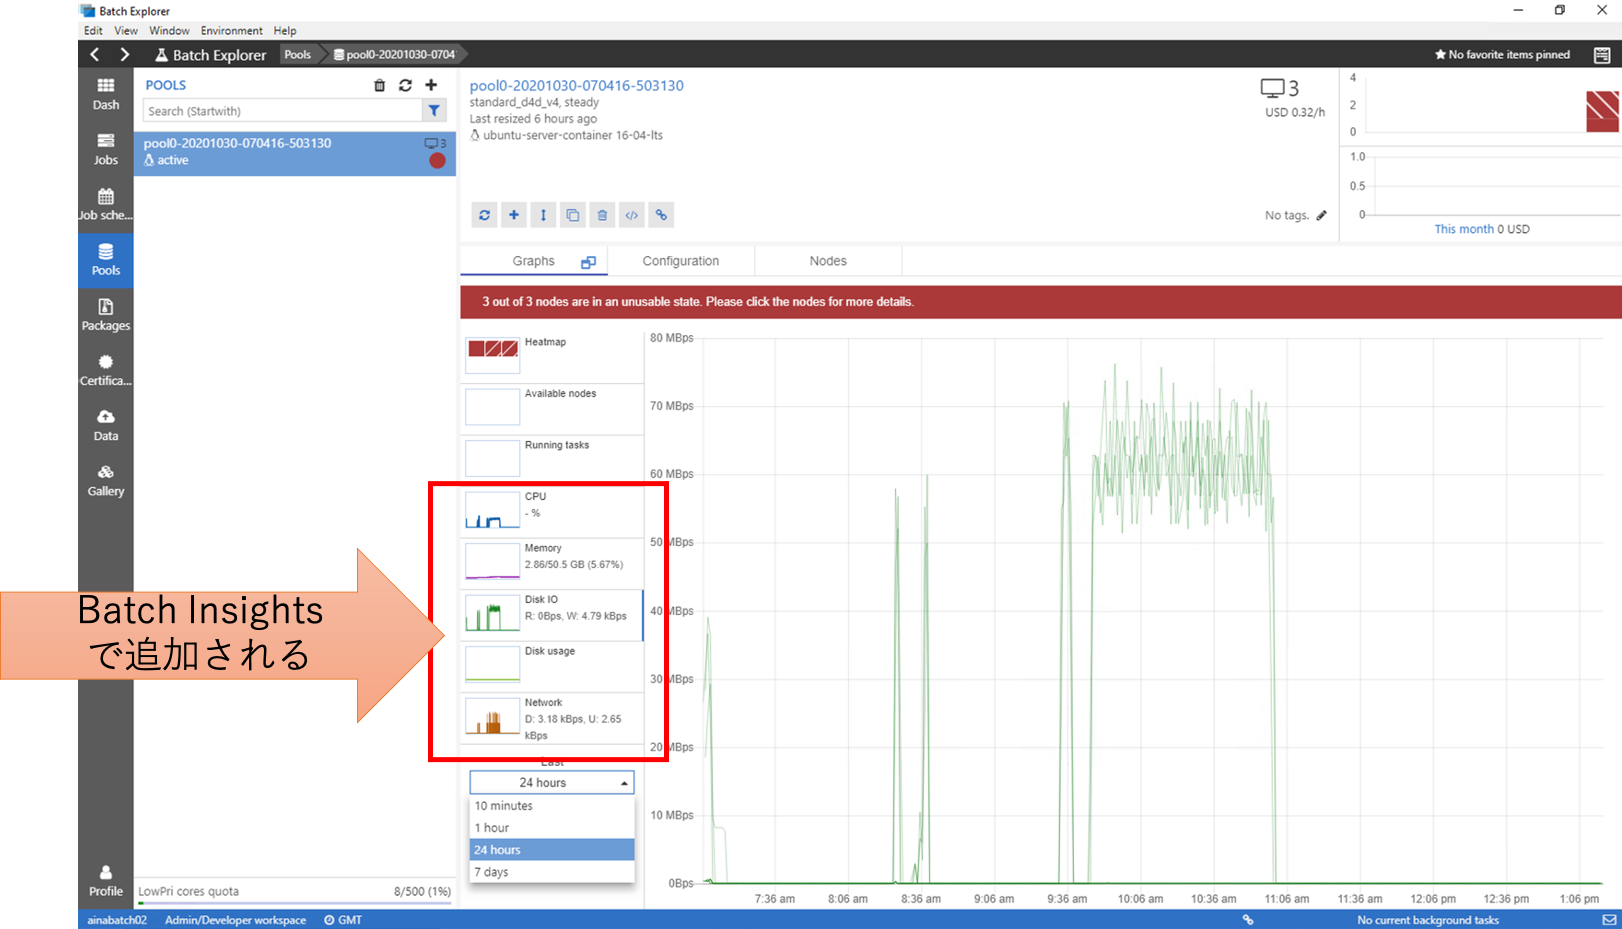 Batch Explorer
Edit View Window Environment Help
Batch Explorer Pools pool0-20201030-0704
No favorite items pinned
Dash
Jobs
Job sche...
Pools
Packages
Certifica...
Data
Gallery
Profile
POOLS
Search (Startwith)
pool0-20201030-070416-503130 3
active
LowPri cores quota 8/500 (1%)
pool0-20201030-070416-503130
standard_d4d_v4, steady
Last resized 6 hours ago
ubuntu-server-container 16-04-lts
3
USD 0.32/h
No tags.
4
2
0
1.0
0.5
0
This month 0 USD
Graphs Configuration Nodes
3 out of 3 nodes are in an unusable state. Please click the nodes for more details.
Heatmap
Available nodes
Running tasks
CPU
- %
Memory
2.86/50.5 GB (5.67%)
Disk IO
R: 0Bps, W: 4.79 kBps
Disk usage
Network
D: 3.18 kBps, U: 2.65
kBps
Last
24 hours
10 minutes
1 hour
24 hours
7 days
80 MBps
70 MBps
60 MBps
50 MBps
40 MBps
30 MBps
20 MBps
10 MBps
0Bps
7:36 am 8:06 am 8:36 am 9:06 am 9:36 am 10:06 am 10:36 am 11:06 am 11:36 am 12:06 pm 12:36 pm 1:06 pm
Batch Insights
で追加される
ainabatch02 Admin/Developer workspace GMT
No current background tasks